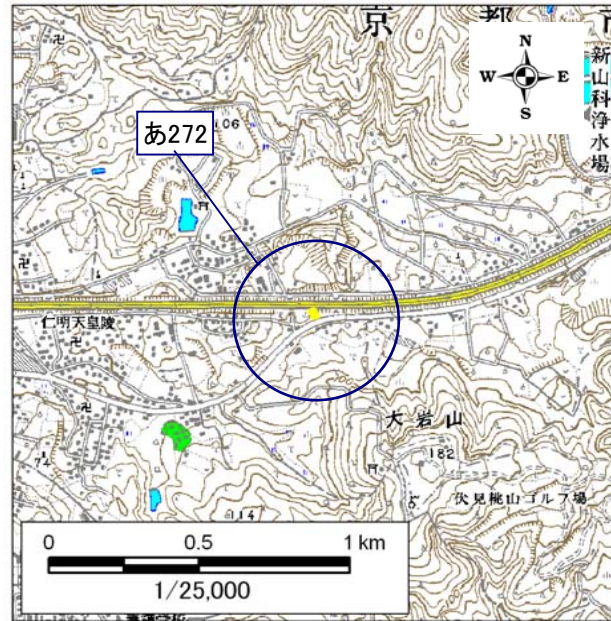 京都市
N
W E
S
新山科浄水場
106
あ272
仁明天皇陵
大岩山
182
74
伏見桃山ゴルフ場
114
0 0.5 1 km
1/25,000